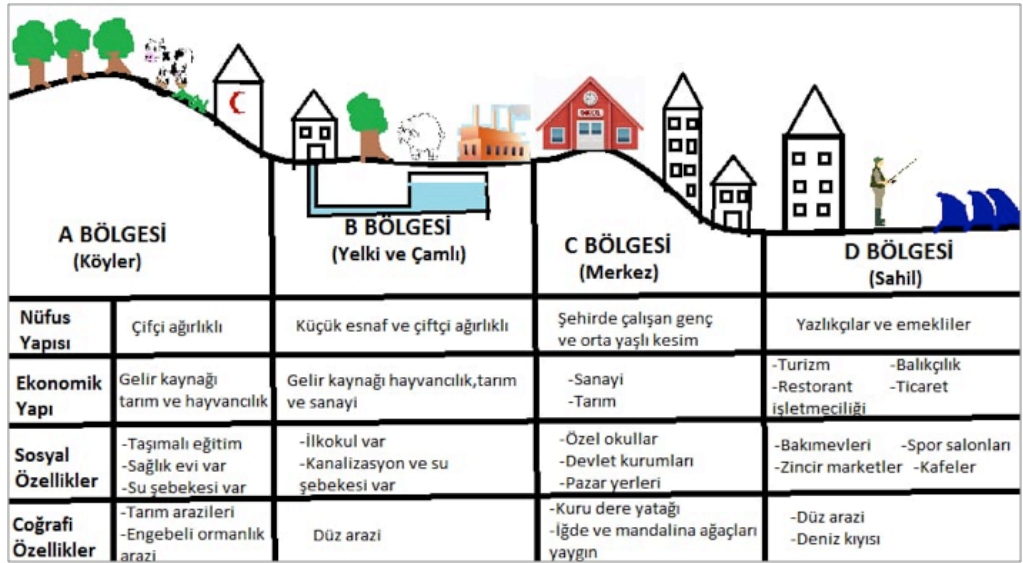 A BÖLGESİ
(Köyler)
B BÖLGESİ
(Yelki ve Çamlı)
C BÖLGESİ
(Merkez)
D BÖLGESİ
(Sahil)
Nüfus
Yapısı
Çifçi ağırlıklı
Küçük esnaf ve çiftçi ağırlıklı
Şehirde çalışan genç
ve orta yaşlı kesim
Yazlıkçılar ve emekliler
Ekonomik
Yapı
Gelir kaynağı
tarım ve hayvancılık
Gelir kaynağı hayvancılık,tarım
ve sanayi
-Sanayi
-Tarım
-Turizm -Balıkçılık
-Restorant -Ticaret
işletmeciliği
Sosyal
Özellikler
-Taşımalı eğitim
-Sağlık evi var
-Su şebekesi var
-İlkokul var
-Kanalizasyon ve su
şebekesi var
-Özel okullar
-Devlet kurumları
-Pazar yerleri
-Bakımevleri -Spor salonları
-Zincir marketler -Kafeler
Coğrafi
Özellikler
-Tarım arazileri
-Engebeli ormanlık
arazi
Düz arazi
-Kuru dere yatağı
-İğde ve mandalina ağaçları
yaygın
-Düz arazi
-Deniz kıyısı